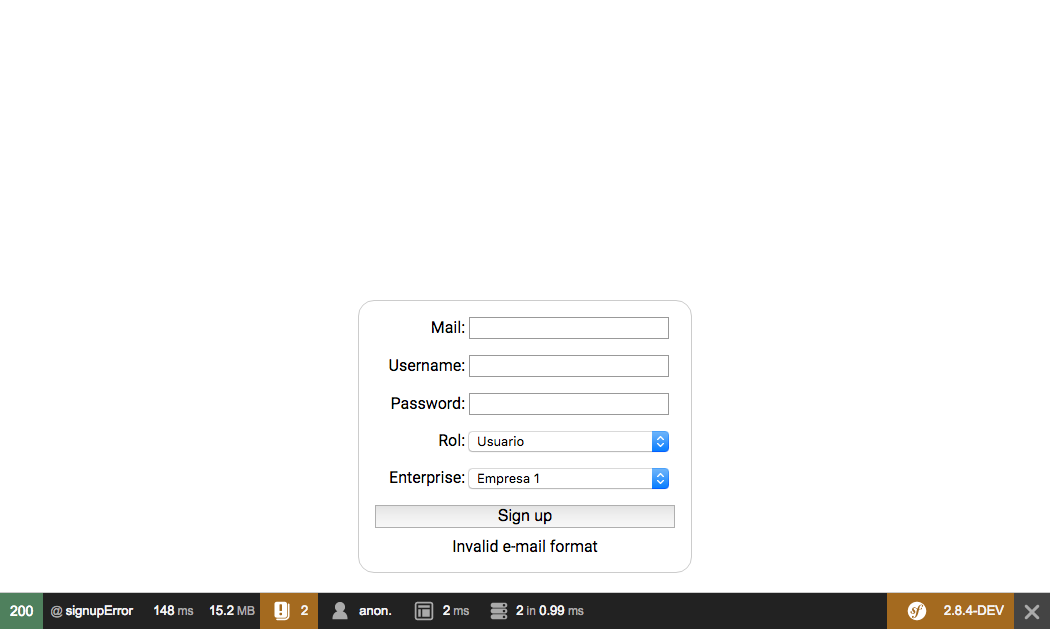 Mail:
Username:
Password:
Rol: Usuario
Enterprise: Empresa 1
Sign up
Invalid e-mail format
200 @ signupError 148 ms 15.2 MB 2 anon. 2 ms 2 in 0.99 ms sf 2.8.4-DEV